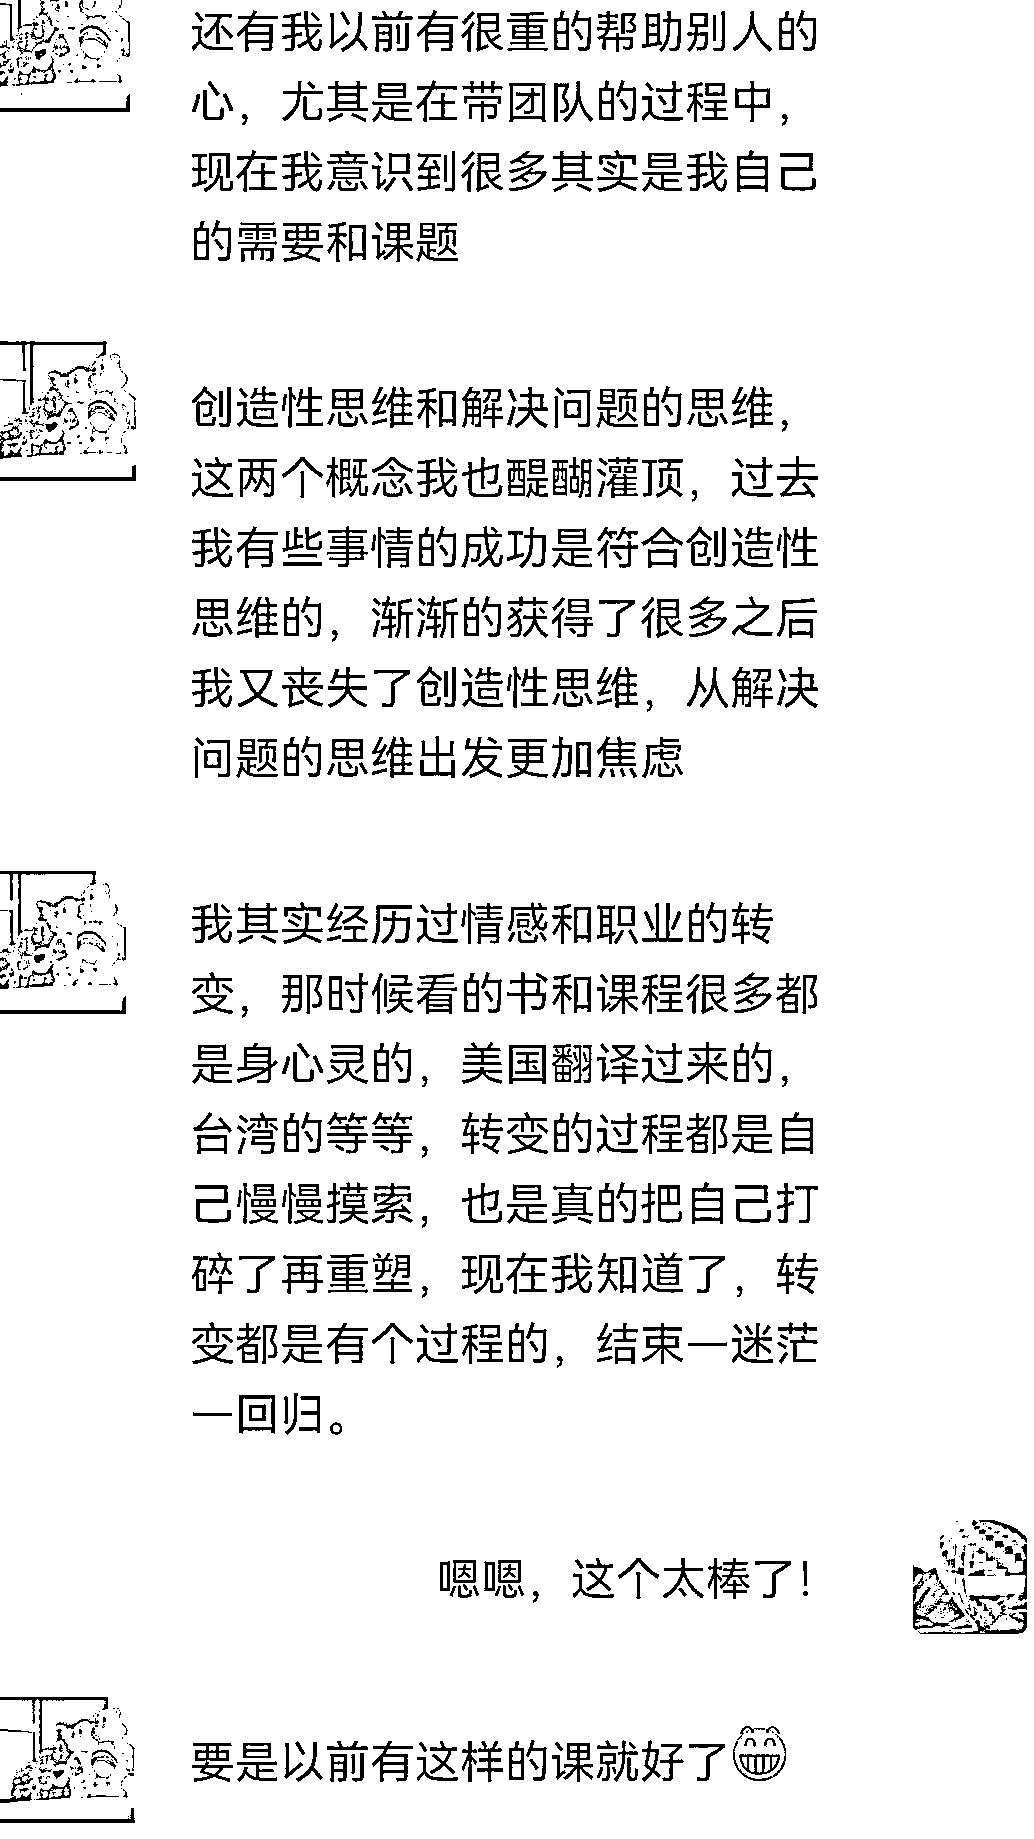 还有我以前有很重的帮助别人的
心，尤其是在带团队的过程中，
现在我意识到很多其实是我自己
的需要和课题
创造性思维和解决问题的思维，
这两个概念我也醍醐灌顶，过去
我有些事情的成功是符合创造性
思维的，渐渐的获得了很多之后
我又丧失了创造性思维，从解决
问题的思维出发更加焦虑
我其实经历过情感和职业的转
变，那时候看的书和课程很多都
是身心灵的，美国翻译过来的，
台湾的等等，转变的过程都是自
己慢慢摸索，也是真的把自己打
碎了再重塑，现在我知道了，转
变都是有个过程的，结束一迷茫
一回归。
嗯嗯，这个太棒了！
要是以前有这样的课就好了😁